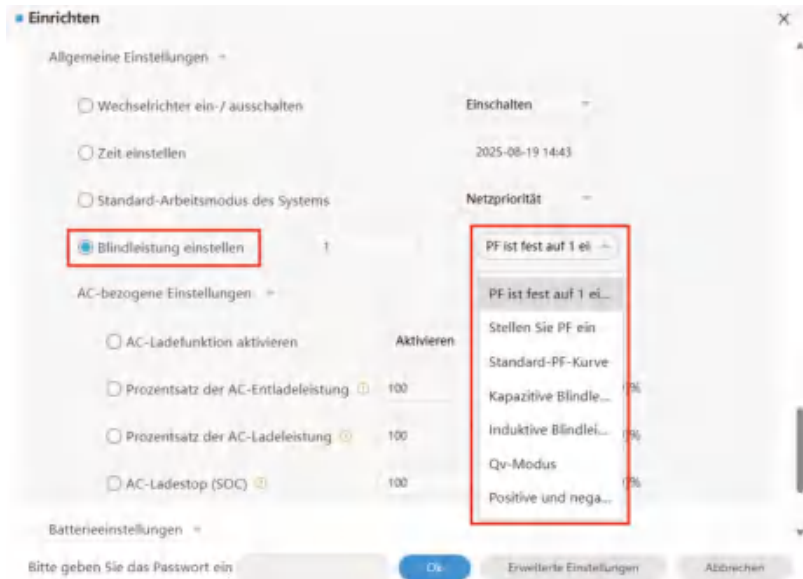 Einrichten
Allgemeine Einstellungen
Wechselrichter ein-/ ausschalten Einschalten
Zeit einstellen 2025-08-19 14:43
Standard-Arbeitsmodus des Systems Netzpriorität
Blindleistung einstellen 1 PF ist fest auf 1 ei
AC-bezogene Einstellungen PF ist fest auf 1 ei...
Stellen Sie PF ein
AC-Ladefunktion aktivieren Aktivieren
Standard-PF-Kurve
Prozentsatz der AC-Entladeleistung 100 Kapazitive Blindle... %
Prozentsatz der AC-Ladeleistung 100 Induktive Blindlei... %
Qv-Modus
AC-Ladestop (SOC) 100 %
Positive und nega...
Batterieeinstellungen
Bitte geben Sie das Passwort ein Ok Erweiterte Einstellungen Abbrechen